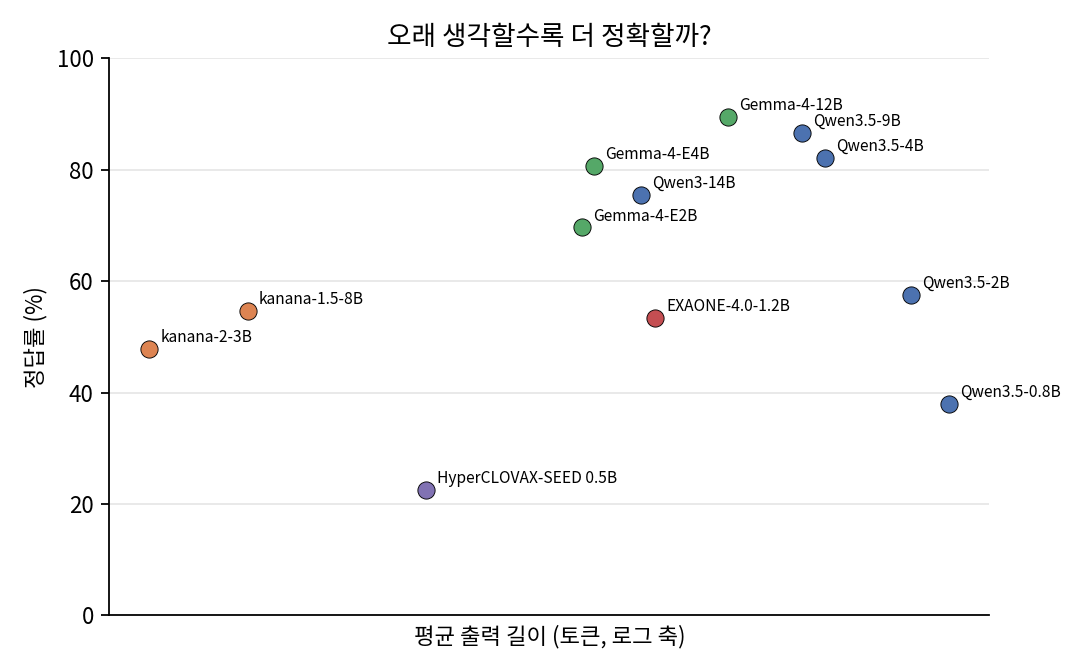 오래 생각할수록 더 정확할까?
100
80
60
40
20
0
정답률 (%)
Gemma-4-12B
Qwen3.5-9B
Qwen3.5-4B
Gemma-4-E4B
Qwen3-14B
Gemma-4-E2B
Qwen3.5-2B
kanana-1.5-8B
EXAONE-4.0-1.2B
kanana-2-3B
Qwen3.5-0.8B
HyperCLOVAX-SEED 0.5B
평균 출력 길이 (토큰, 로그 축)